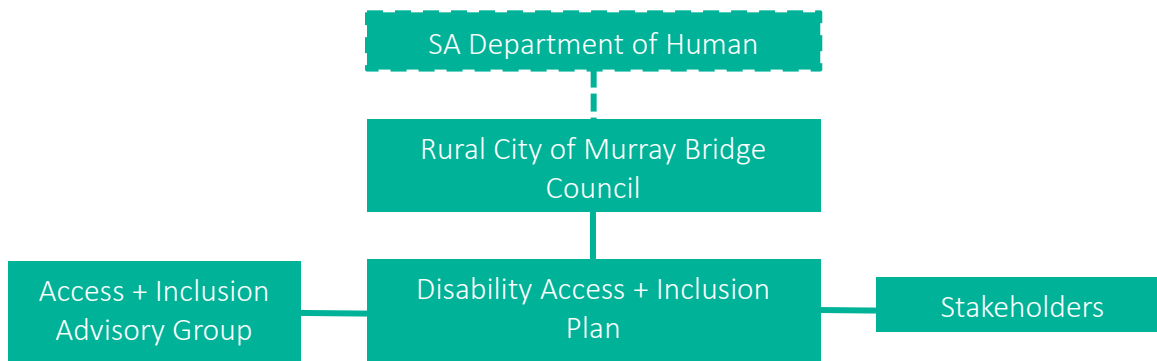 SA Department of Human
Rural City of Murray Bridge
Council
Access + Inclusion
Advisory Group
Disability Access + Inclusion
Plan
Stakeholders